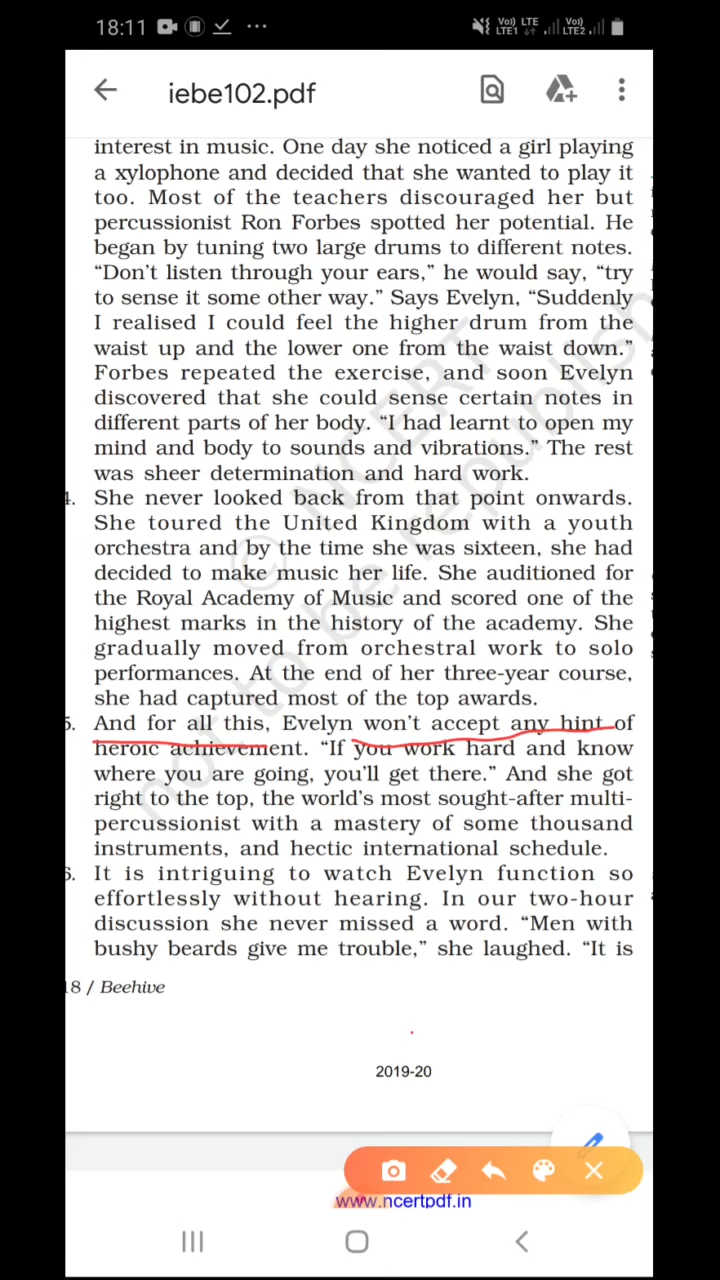 18:11
Vo)) LTE
LTE1
Vo))
LTE2
iebe102.pdf
interest in music. One day she noticed a girl playing
a xylophone and decided that she wanted to play it
too. Most of the teachers discouraged her but
percussionist Ron Forbes spotted her potential. He
began by tuning two large drums to different notes.
“Don’t listen through your ears,” he would say, “try
to sense it some other way.” Says Evelyn, “Suddenly
I realised I could feel the higher drum from the
waist up and the lower one from the waist down.”
Forbes repeated the exercise, and soon Evelyn
discovered that she could sense certain notes in
different parts of her body. “I had learnt to open my
mind and body to sounds and vibrations.” The rest
was sheer determination and hard work.
4. She never looked back from that point onwards.
She toured the United Kingdom with a youth
orchestra and by the time she was sixteen, she had
decided to make music her life. She auditioned for
the Royal Academy of Music and scored one of the
highest marks in the history of the academy. She
gradually moved from orchestral work to solo
performances. At the end of her three-year course,
she had captured most of the top awards.
5. And for all this, Evelyn won’t accept any hint of
heroic achievement. “If you work hard and know
where you are going, you’ll get there.” And she got
right to the top, the world’s most sought-after multi-
percussionist with a mastery of some thousand
instruments, and hectic international schedule.
6. It is intriguing to watch Evelyn function so
effortlessly without hearing. In our two-hour
discussion she never missed a word. “Men with
bushy beards give me trouble,” she laughed. “It is
18 / Beehive
2019-20
www.ncertpdf.in
© NCERT
not to be republish